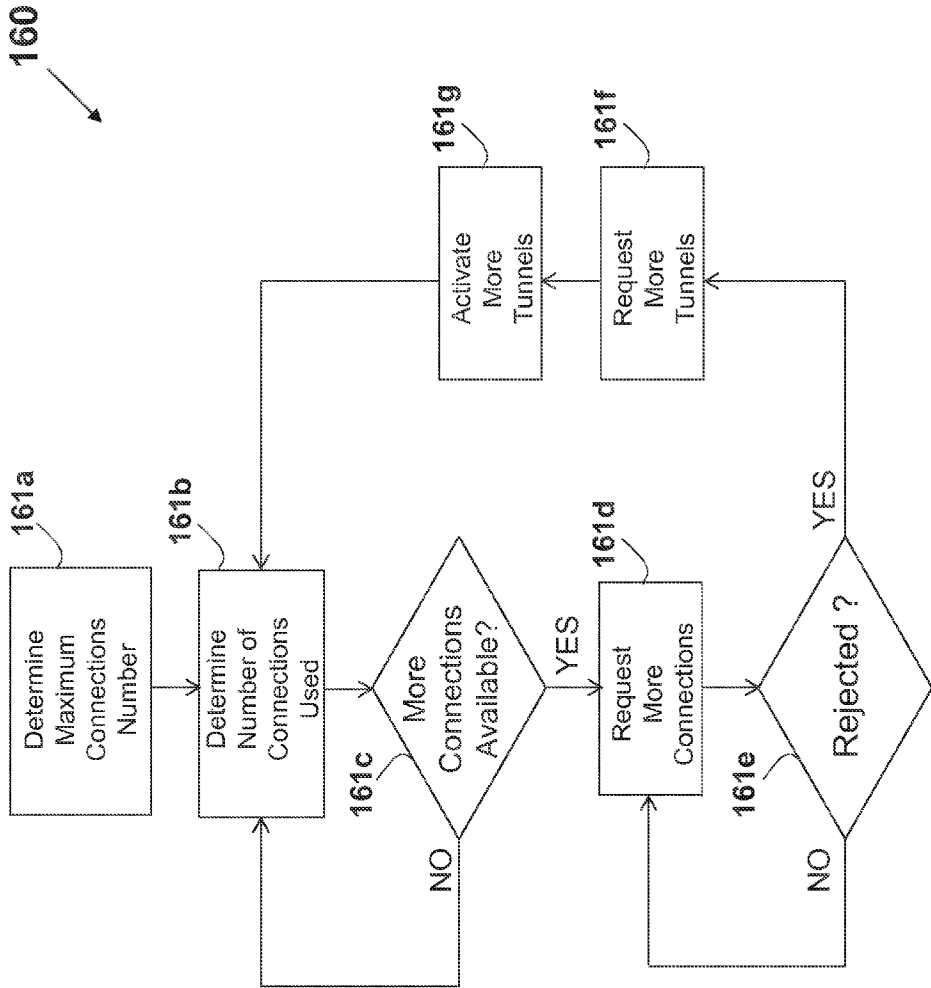 160
161a
Determine
Maximum
Connections
Number
161b
Determine
Number of
Connections
Used
161c
More
Connections
Available?
NO
YES
161d
Request
More
Connections
161e
Rejected ?
NO
YES
161f
Request
More
Tunnels
161g
Activate
More
Tunnels